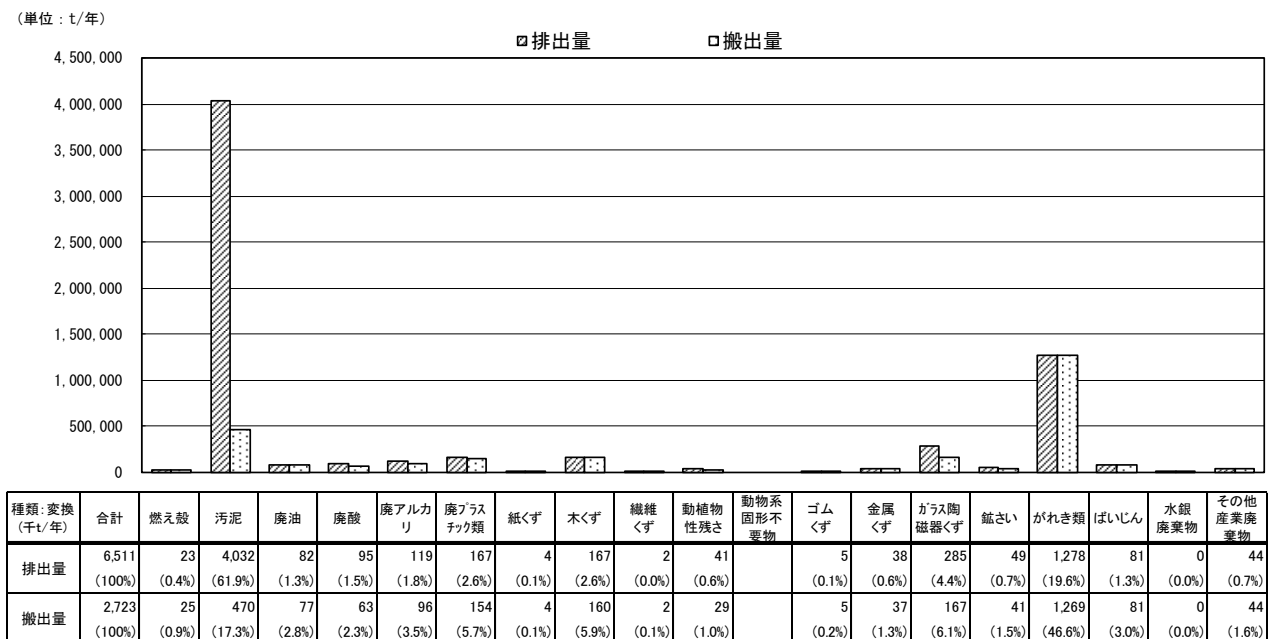 （単位：t/年）
排出量 搬出量
4,500,000
4,000,000
3,500,000
3,000,000
2,500,000
2,000,000
1,500,000
1,000,000
500,000
0
種類:変換（千t/年） 合計 燃え殻 汚泥 廃油 廃酸 廃アルカリ 廃プラスチック類 紙くず 木くず 繊維くず 動植物性残さ 動物系固形不要物 ゴムくず 金属くず ガラス陶磁器くず 鉱さい がれき類 ばいじん 水銀廃棄物 その他産業廃棄物
排出量 6,511 23 4,032 82 95 119 167 4 167 2 41 5 38 285 49 1,278 81 0 44
(100%) (0.4%) (61.9%) (1.3%) (1.5%) (1.8%) (2.6%) (0.1%) (2.6%) (0.0%) (0.6%) (0.1%) (0.6%) (4.4%) (0.7%) (19.6%) (1.3%) (0.0%) (0.7%)
搬出量 2,723 25 470 77 63 96 154 4 160 2 29 5 37 167 41 1,269 81 0 44
(100%) (0.9%) (17.3%) (2.8%) (2.3%) (3.5%) (5.7%) (0.1%) (5.9%) (0.1%) (1.0%) (0.2%) (1.3%) (6.1%) (1.5%) (46.6%) (3.0%) (0.0%) (1.6%)